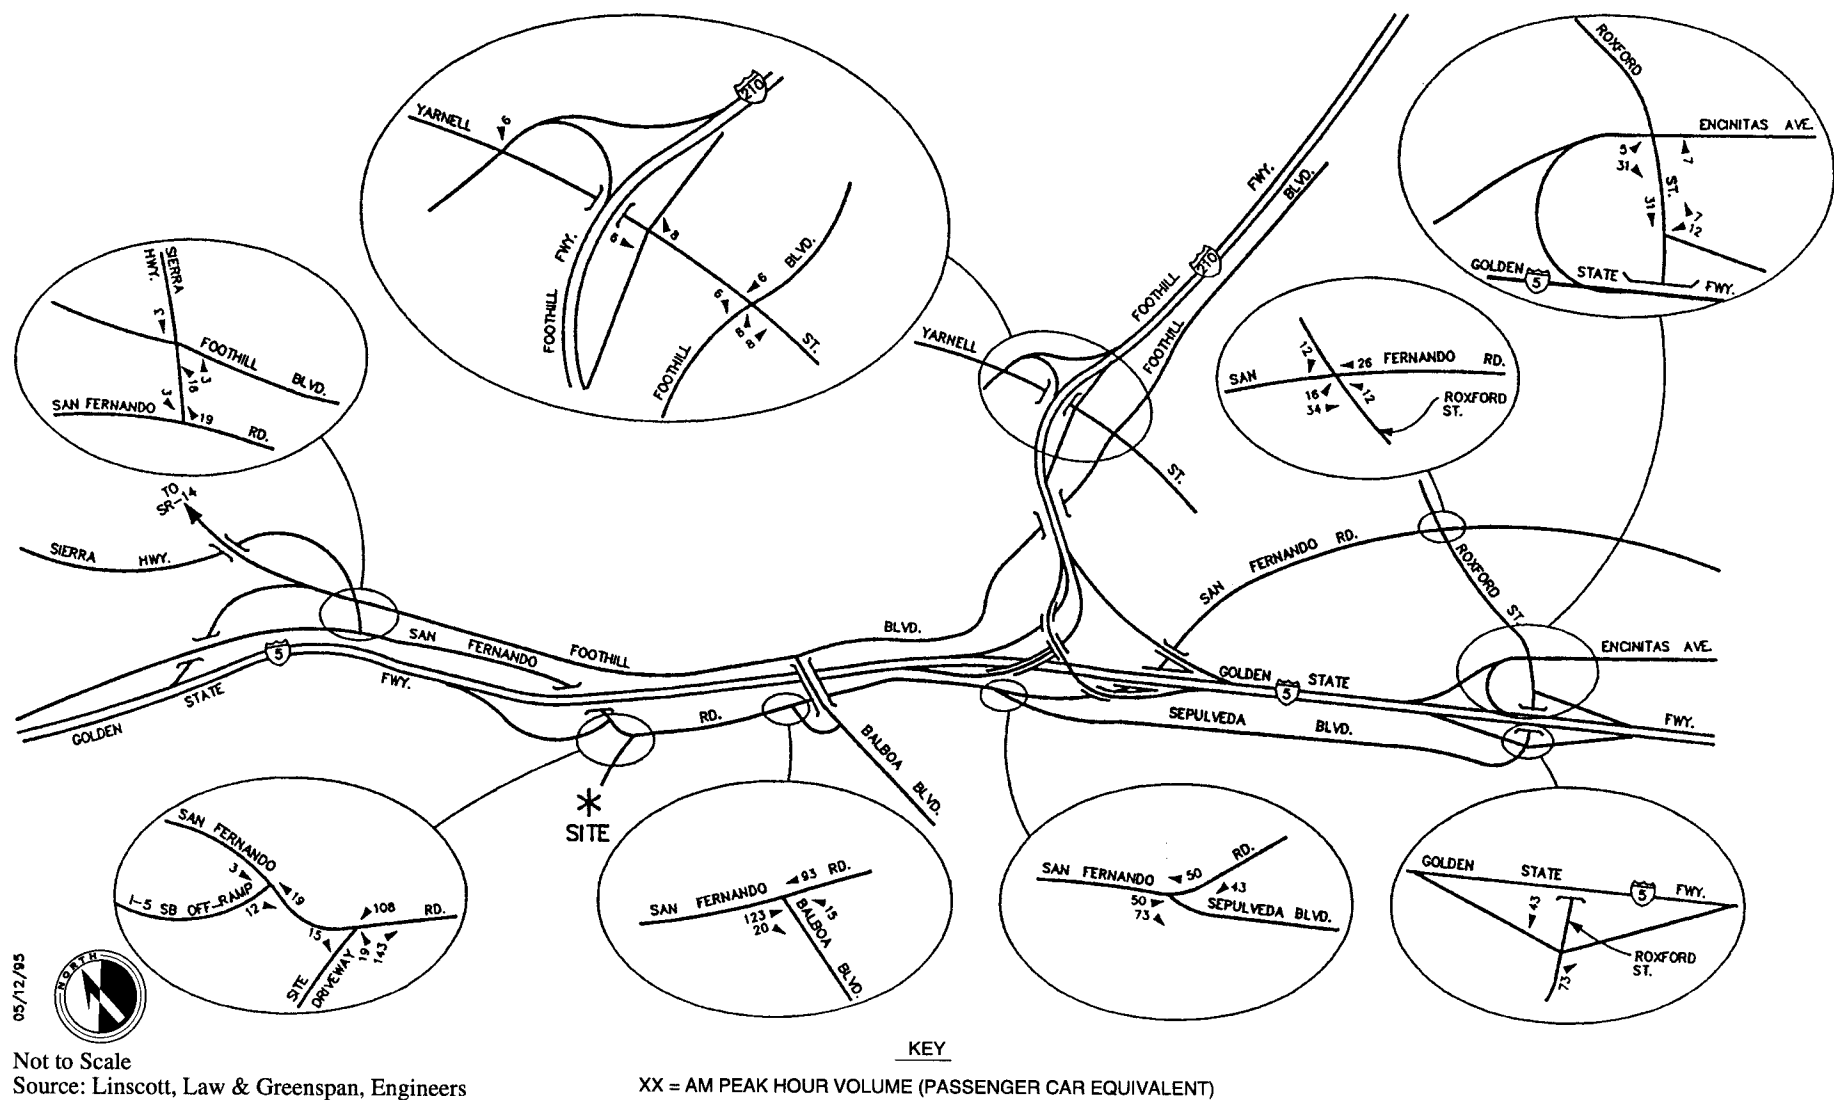 YARNELL
6
210
FWY.
FOOTHILL
6
8
BLVD.
6
6
8
8
FOOTHILL
ST.
ROXFORD
ENCINITAS AVE.
5
31
7
ST.
31
7
12
GOLDEN
5
STATE
FWY.
SIERRA
HWY.
3
FOOTHILL
BLVD.
3
16
3
SAN FERNANDO
19
RD.
FWY.
BLVD.
210
FOOTHILL
FOOTHILL
YARNELL
ST.
12
26
FERNANDO RD.
SAN
16
34
12
ROXFORD
ST.
TO
SR-14
SIERRA HWY.
SAN
FERNANDO
FOOTHILL
BLVD.
5
FWY.
STATE
GOLDEN
SAN FERNANDO RD.
ROXFORD ST.
ENCINITAS AVE.
GOLDEN
5
STATE
FWY.
SEPULVEDA BLVD.
RD.
BALBOA BLVD.
SITE
SAN FERNANDO
3
I-5 SB OFF-RAMP
12
19
108
RD.
15
19
143
SITE
DRIVEWAY
93
RD.
SAN FERNANDO
123
20
15
BALBOA BLVD.
SAN FERNANDO
50
RD.
43
50
73
SEPULVEDA BLVD.
GOLDEN STATE
5
FWY.
43
ROXFORD
ST.
73
05/12/95
NORTH
Not to Scale
Source: Linscott, Law & Greenspan, Engineers
KEY
XX = AM PEAK HOUR VOLUME (PASSENGER CAR EQUIVALENT)